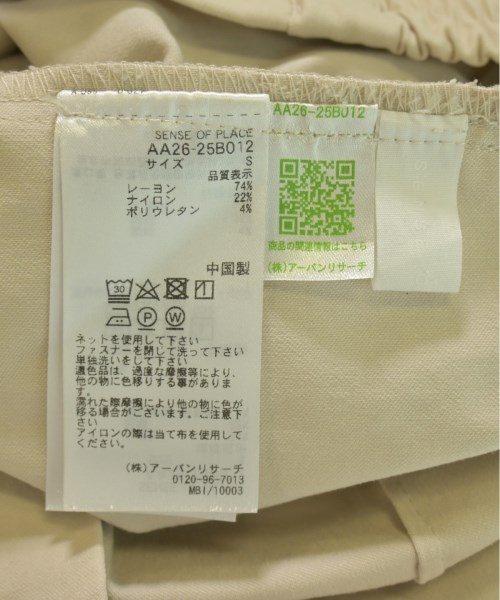 SENSE OF PLACE
AA26-25B012
サイズ S
品質表示
レーヨン 74%
ナイロン 22%
ポリウレタン 4%
中国製
30
P W
ネットを使用して下さい
ファスナーを閉じて洗って下さい
単独洗いをして下さい
濃色品は、過度な摩擦等により、
他の物に色移りする事がありま
す。
濡れた際摩擦により他の物に色が
移る場合がございます。ご注意下
さい
アイロンの際は当て布を使用して
ください。
(株)アーバンリサーチ
0120-96-7013
MBI/10003
AA26-25B012
商品の関連情報はこちら
(株)アーバンリサーチ